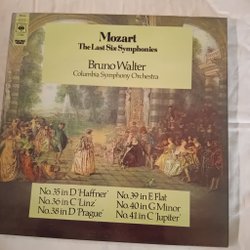 Mozart
The Last Six Symphonies
Bruno Walter
Columbia Symphony Orchestra
No. 35 in D 'Haffner'
No. 36 in C 'Linz'
No. 38 in D 'Prague'
No. 39 in E Flat
No. 40 in G Minor
No. 41 in C 'Jupiter'